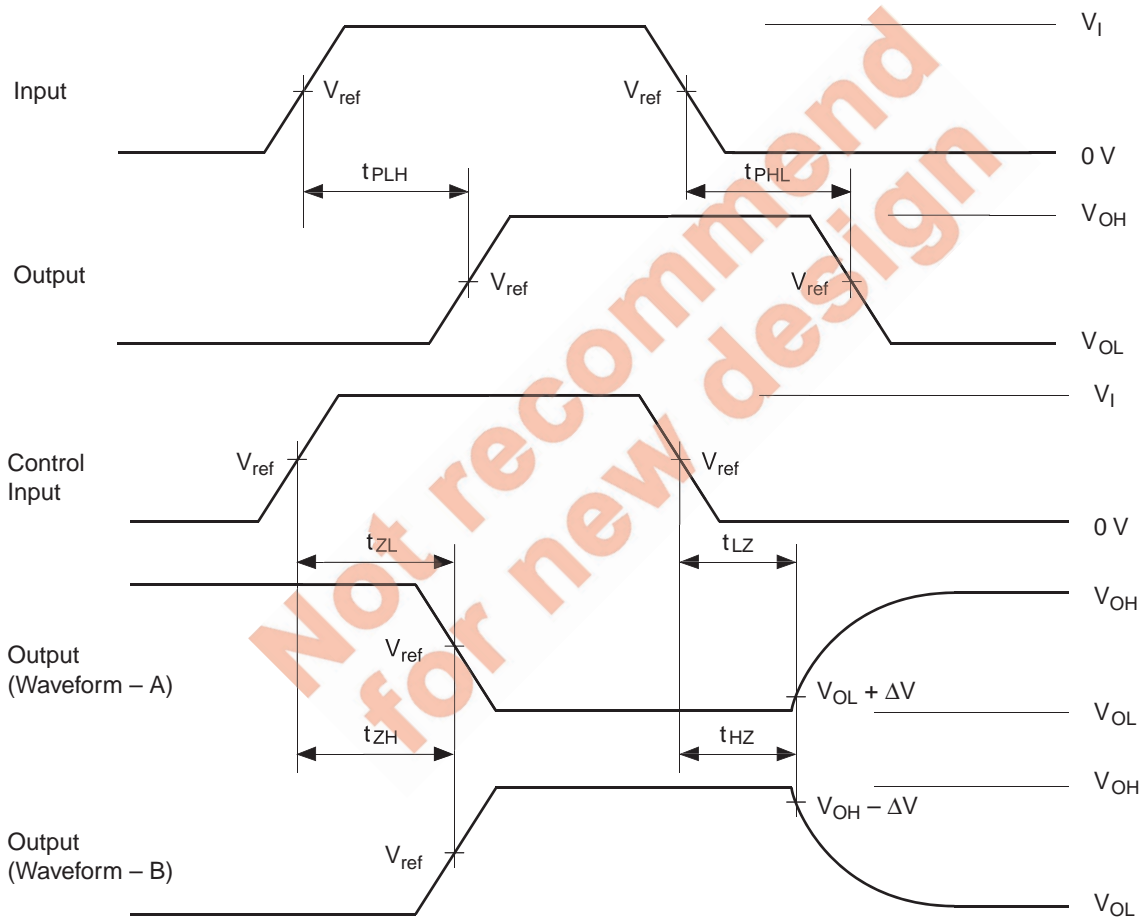 V_I
Input
V_ref
V_ref
0 V
t_PLH
t_PHL
V_OH
Output
V_ref
V_ref
V_OL
V_I
Control
Input
V_ref
V_ref
0 V
t_ZL
t_LZ
V_OH
Output
(Waveform – A)
V_ref
V_OL + ΔV
V_OL
t_ZH
t_HZ
V_OH
V_OH – ΔV
Output
(Waveform – B)
V_ref
V_OL
Not recommend
for new design